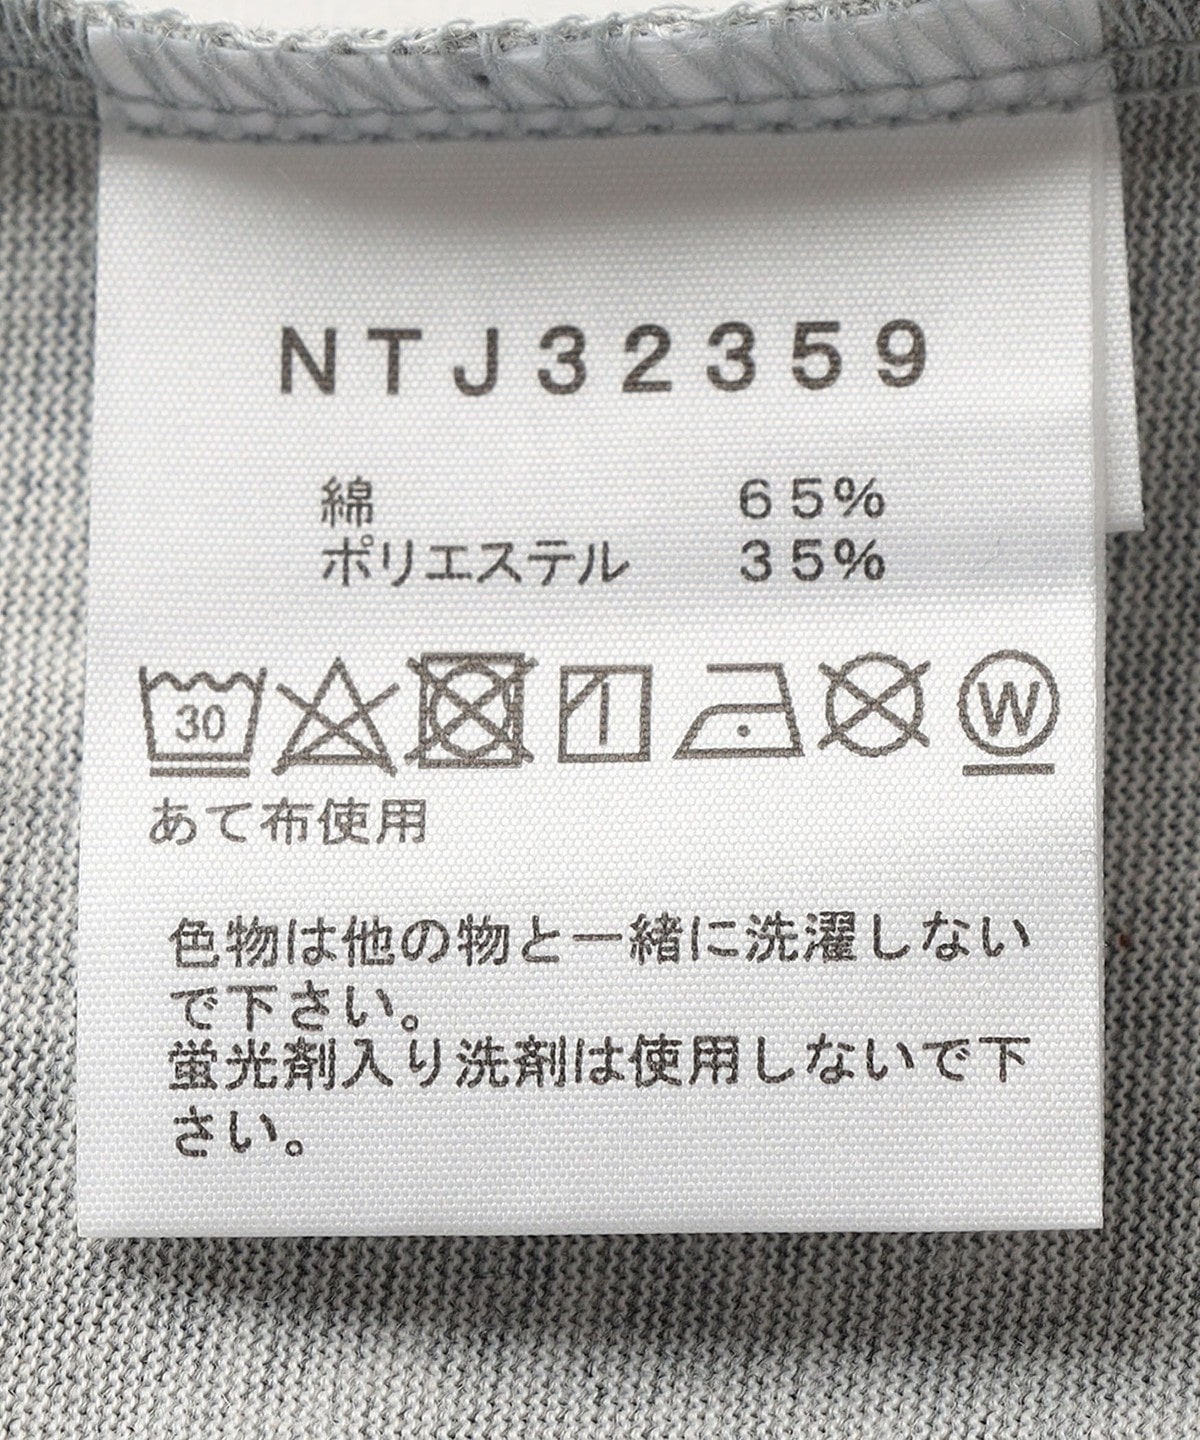 NTJ32359
綿 65%
ポリエステル 35%
30 W
あて布使用
色物は他の物と一緒に洗濯しない
で下さい。
蛍光剤入り洗剤は使用しないで下
さい。